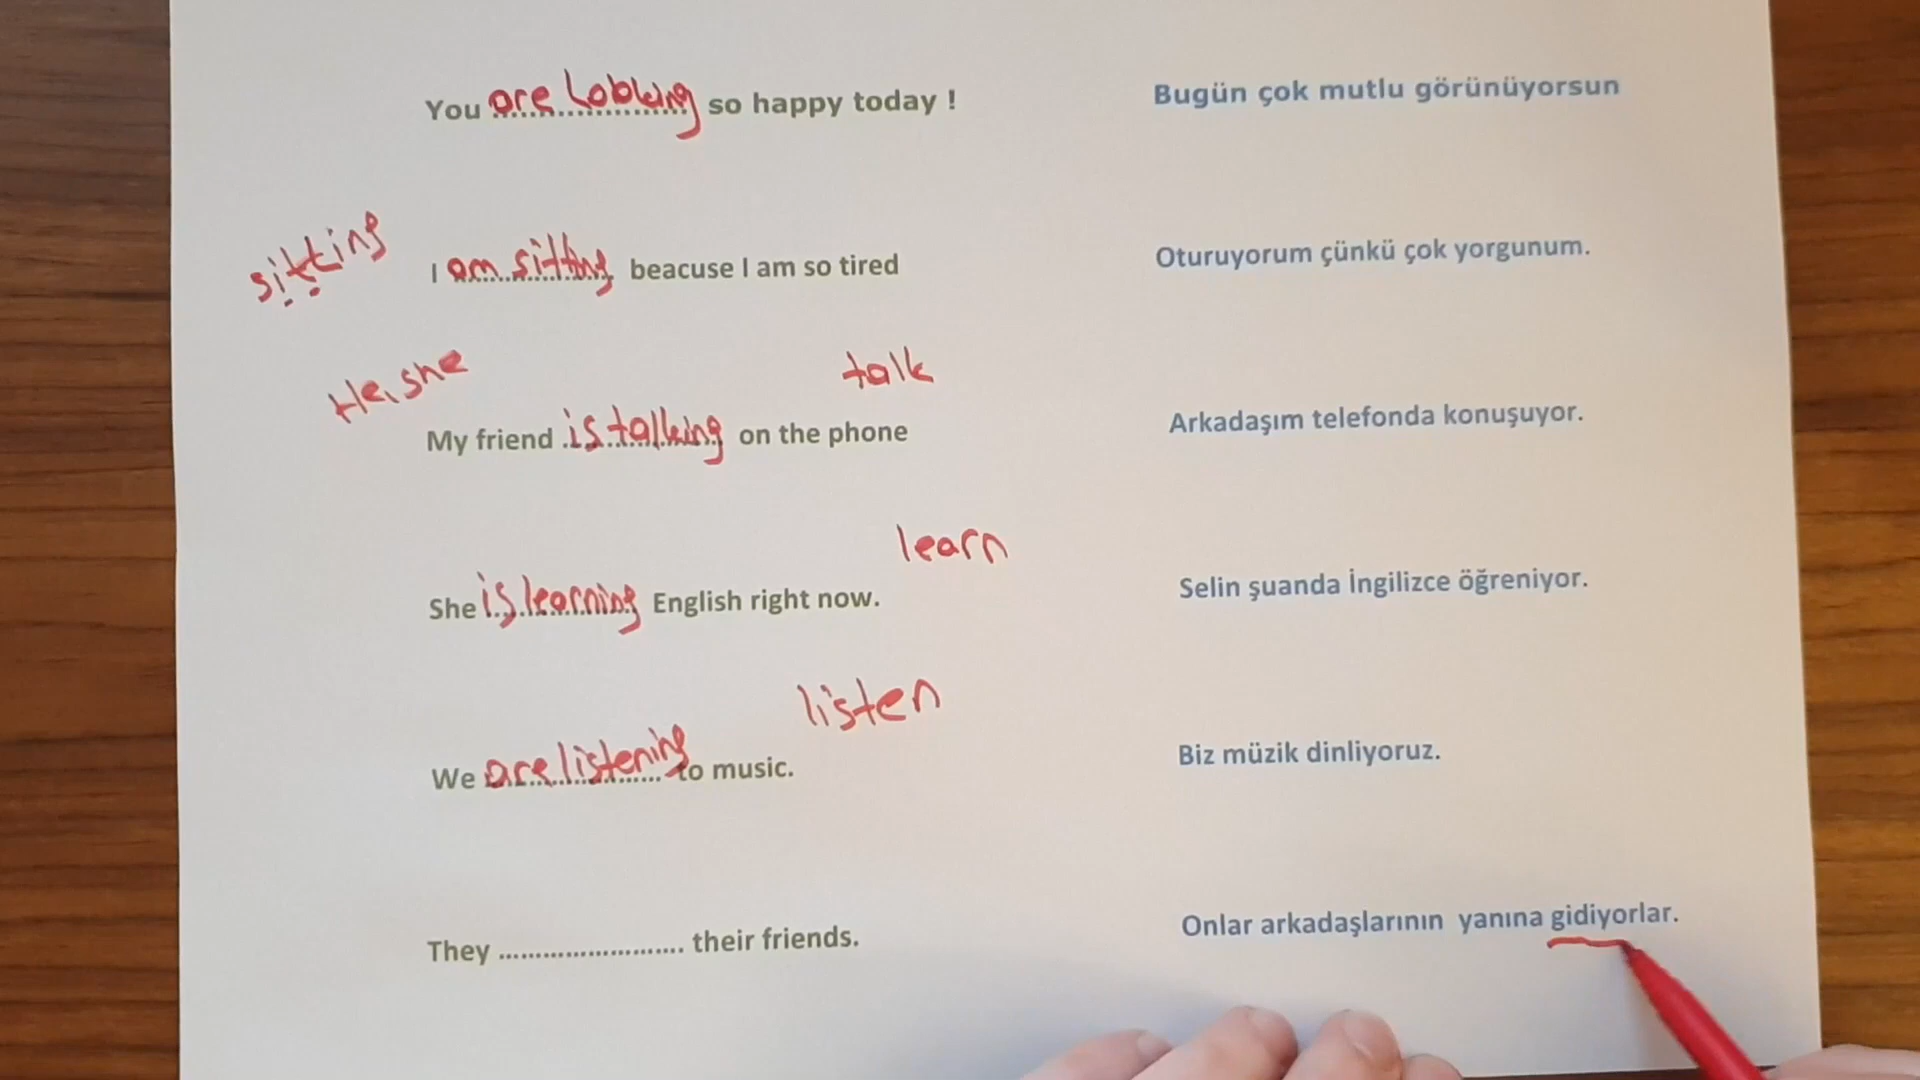 You are looking so happy today ! Bugün çok mutlu görünüyorsun
sitting
I am sitting beacuse I am so tired Oturuyorum çünkü çok yorgunum.
He, she talk
My friend is talking on the phone Arkadaşım telefonda konuşuyor.
learn
She is learning English right now. Selin şuanda İngilizce öğreniyor.
listen
We are listening to music. Biz müzik dinliyoruz.
They ........................ their friends. Onlar arkadaşlarının yanına gidiyorlar.